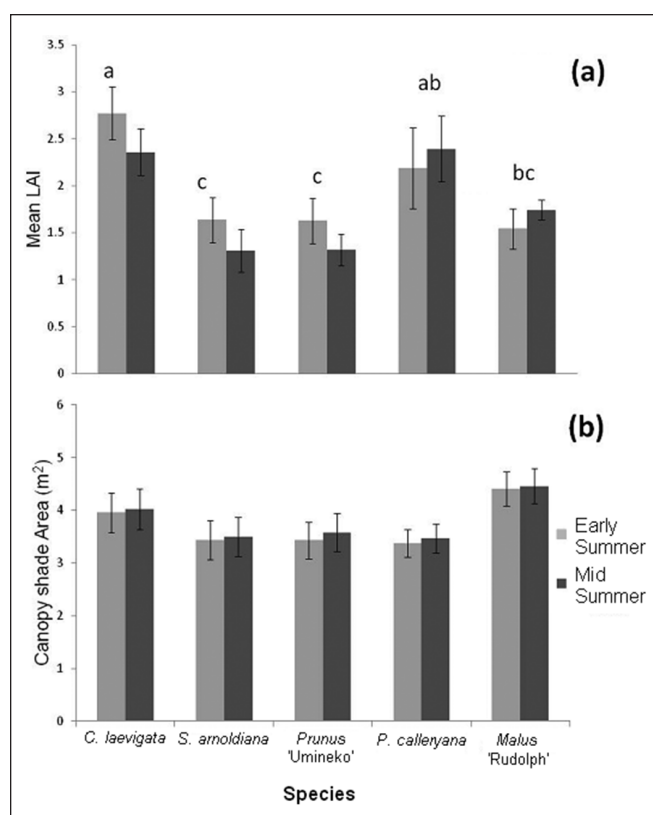 (a)
3.5
3
2.5
2
1.5
1
0.5
0
Mean LAI
a
c
c
ab
bc
(b)
6
5
4
3
2
1
0
Canopy shade Area (m²)
Early
Summer
Mid
Summer
C. laevigata
S. arnoldiana
Prunus
'Umineko'
P. calleryana
Malus
'Rudolph'
Species